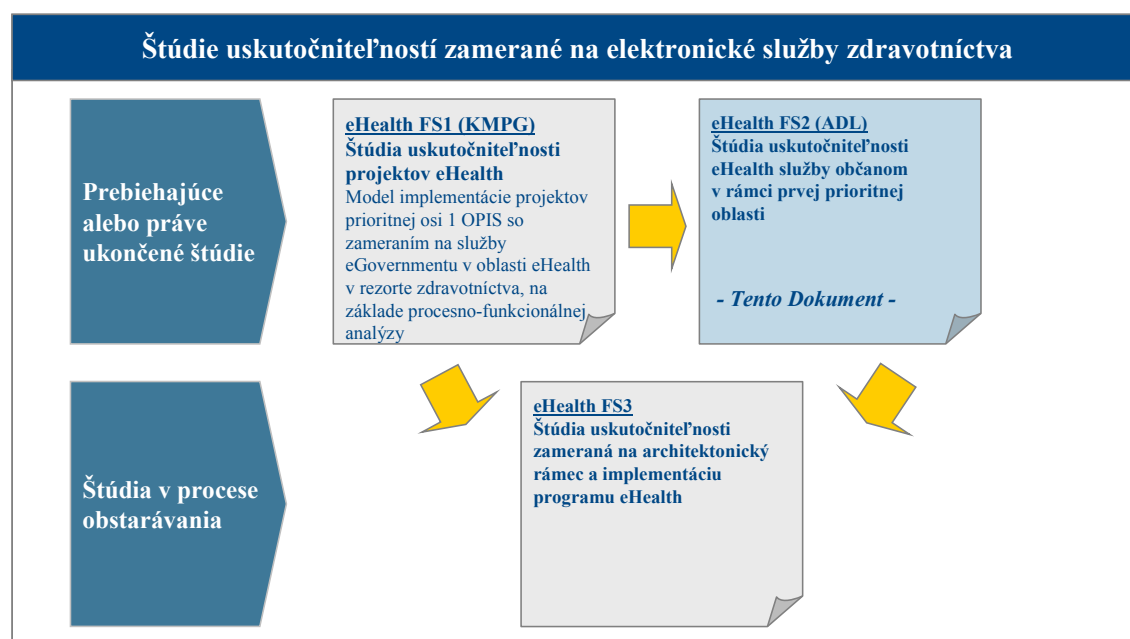 Štúdie uskutočniteľností zamerané na elektronické služby zdravotníctva
Prebiehajúce
alebo práve
ukončené štúdie
eHealth FS1 (KMPG)
Štúdia uskutočniteľnosti
projektov eHealth
Model implementácie projektov
prioritnej osi 1 OPIS so
zameraním na služby
eGovernmentu v oblasti eHealth
v rezorte zdravotníctva, na
základe procesno-funkcionálnej
analýzy
eHealth FS2 (ADL)
Štúdia uskutočniteľnosti
eHealth služby občanom
v rámci prvej prioritnej
oblasti
- Tento Dokument -
Štúdia v procese
obstarávania
eHealth FS3
Štúdia uskutočniteľnosti
zameraná na architektonický
rámec a implementáciu
programu eHealth